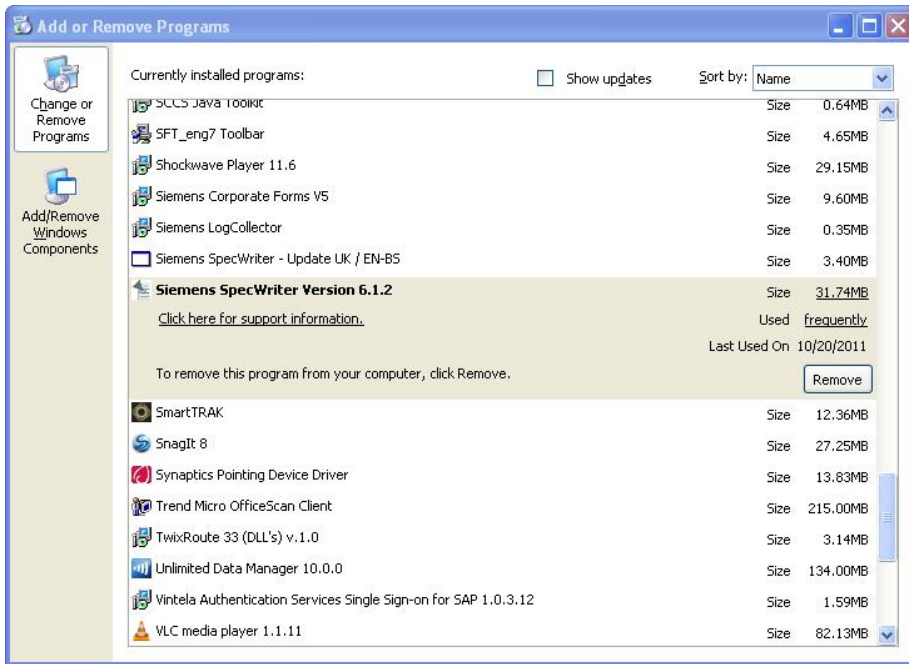 Add or Remove Programs
Change or
Remove
Programs
Add/Remove
Windows
Components
Currently installed programs:
Show updates
Sort by: Name
SCCS Java Toolkit Size 0.64MB
SFT_eng7 Toolbar Size 4.65MB
Shockwave Player 11.6 Size 29.15MB
Siemens Corporate Forms V5 Size 9.60MB
Siemens LogCollector Size 0.35MB
Siemens SpecWriter - Update UK / EN-BS Size 3.40MB
Siemens SpecWriter Version 6.1.2 Size 31.74MB
Click here for support information. Used frequently
Last Used On 10/20/2011
To remove this program from your computer, click Remove. Remove
SmartTRAK Size 12.36MB
SnagIt 8 Size 27.25MB
Synaptics Pointing Device Driver Size 13.83MB
Trend Micro OfficeScan Client Size 215.00MB
TwixRoute 33 (DLL's) v.1.0 Size 3.14MB
Unlimited Data Manager 10.0.0 Size 134.00MB
Vintela Authentication Services Single Sign-on for SAP 1.0.3.12 Size 1.59MB
VLC media player 1.1.11 Size 82.13MB